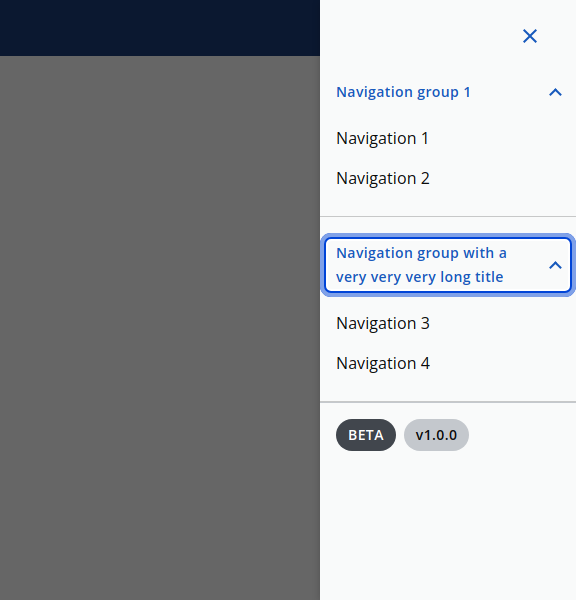 Navigation group 1
Navigation 1
Navigation 2
Navigation group with a
very very very long title
Navigation 3
Navigation 4
BETA v1.0.0